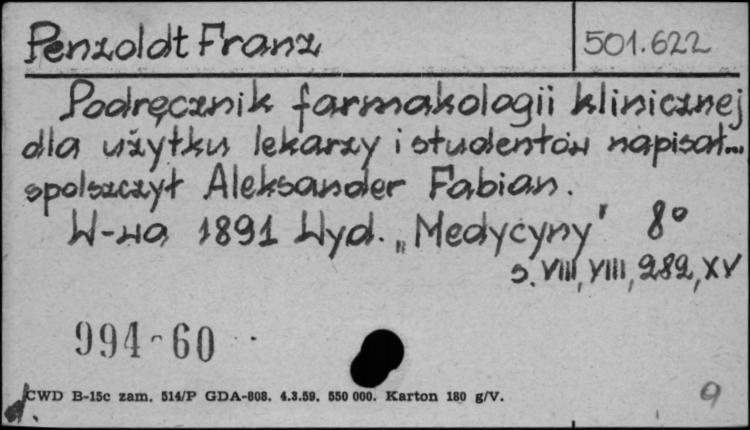 Penzoldt Franz 501.622
Podręcznik farmakologii klinicznej
dla użytku lekarzy i studentów napisał...
spolszczył Aleksander Fabian.
W-wa 1891 Wyd. „Medycyny" 8°
s. VIII, VIII, 282, XV
994-60
CWD B-15c zam. 514/P GDA-808. 4.3.59. 550 000. Karton 180 g/V.